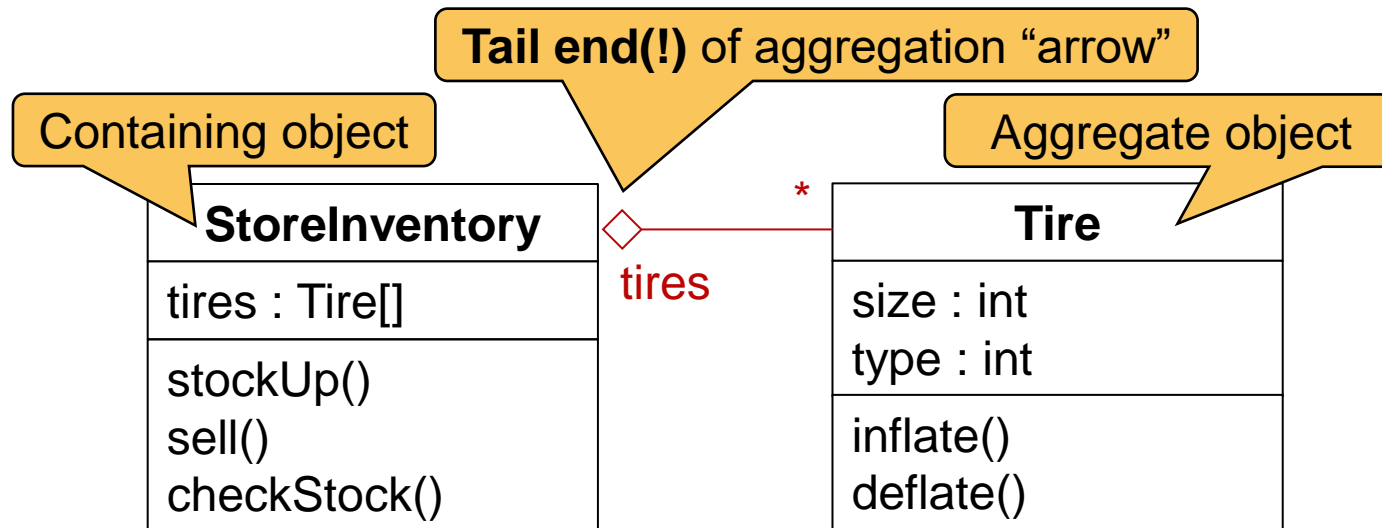 Tail end(!) of aggregation “arrow”
Containing object
Aggregate object
StoreInventory
tires : Tire[]
stockUp()
sell()
checkStock()
*
tires
Tire
size : int
type : int
inflate()
deflate()